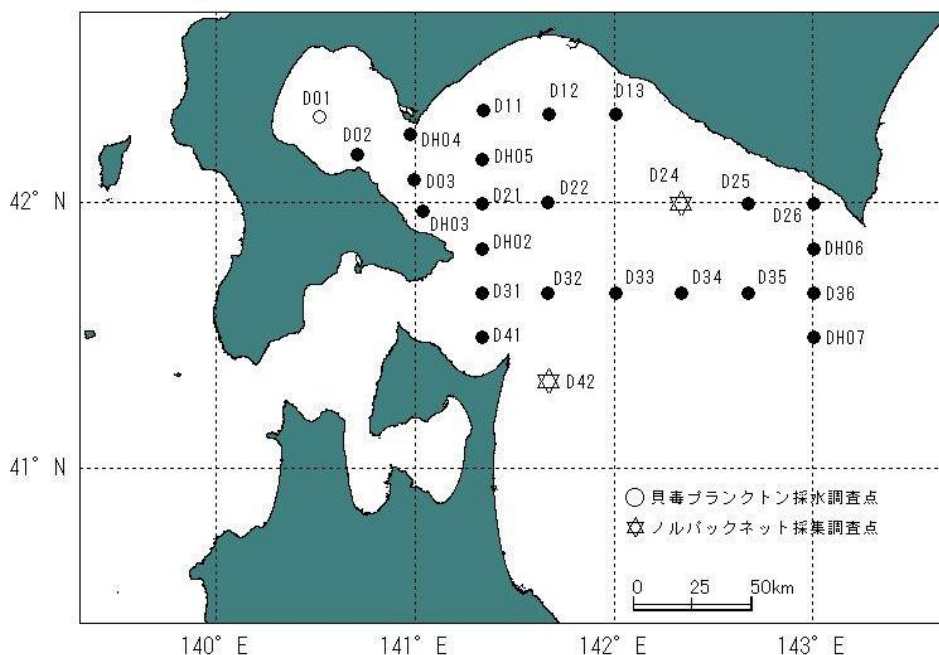 D01
D02
DH04
D11
D12
D13
DH05
D03
DH03
D21
D22
D24
D25
D26
42° N
DH02
DH06
D31
D32
D33
D34
D35
D36
D41
DH07
D42
41° N
貝毒プランクトン採水調査点
ノルパックネット採集調査点
0 25 50km
140° E 141° E 142° E 143° E